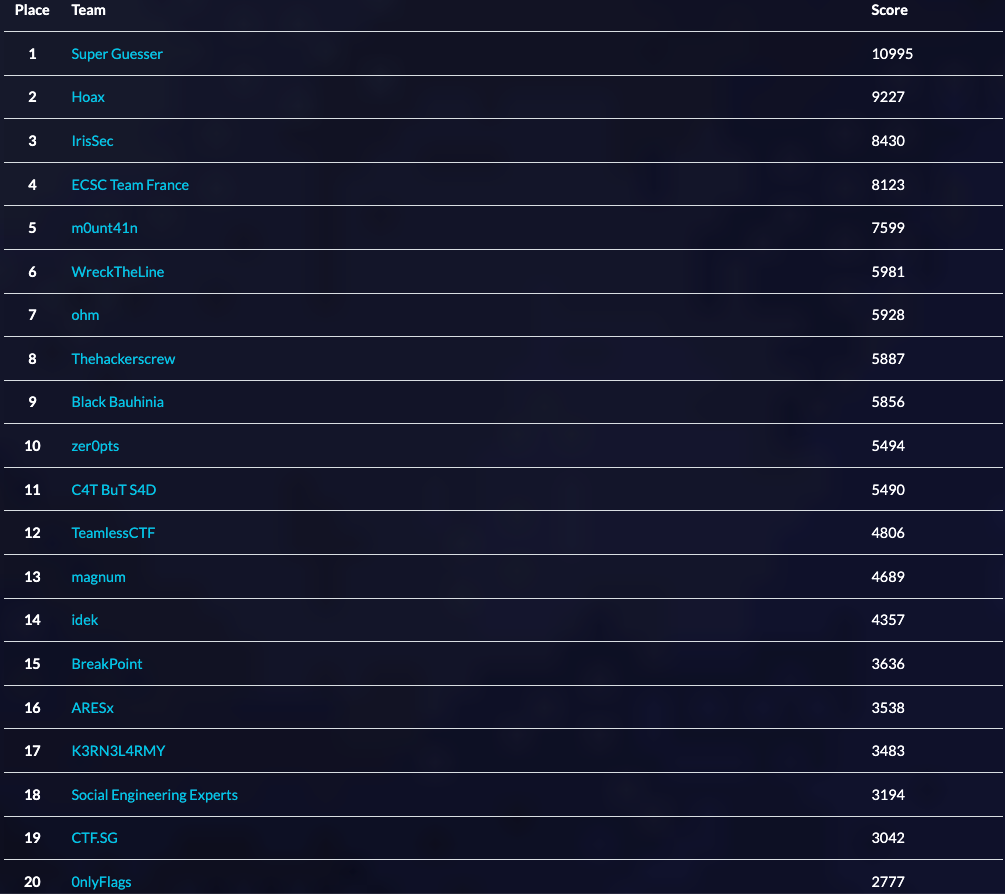 Place Team Score
1 Super Guesser 10995
2 Hoax 9227
3 IrisSec 8430
4 ECSC Team France 8123
5 m0unt41n 7599
6 WreckTheLine 5981
7 ohm 5928
8 Thehackerscrew 5887
9 Black Bauhinia 5856
10 zer0pts 5494
11 C4T BuT S4D 5490
12 TeamlessCTF 4806
13 magnum 4689
14 idek 4357
15 BreakPoint 3636
16 ARESx 3538
17 K3RN3L4RMY 3483
18 Social Engineering Experts 3194
19 CTF.SG 3042
20 0nlyFlags 2777